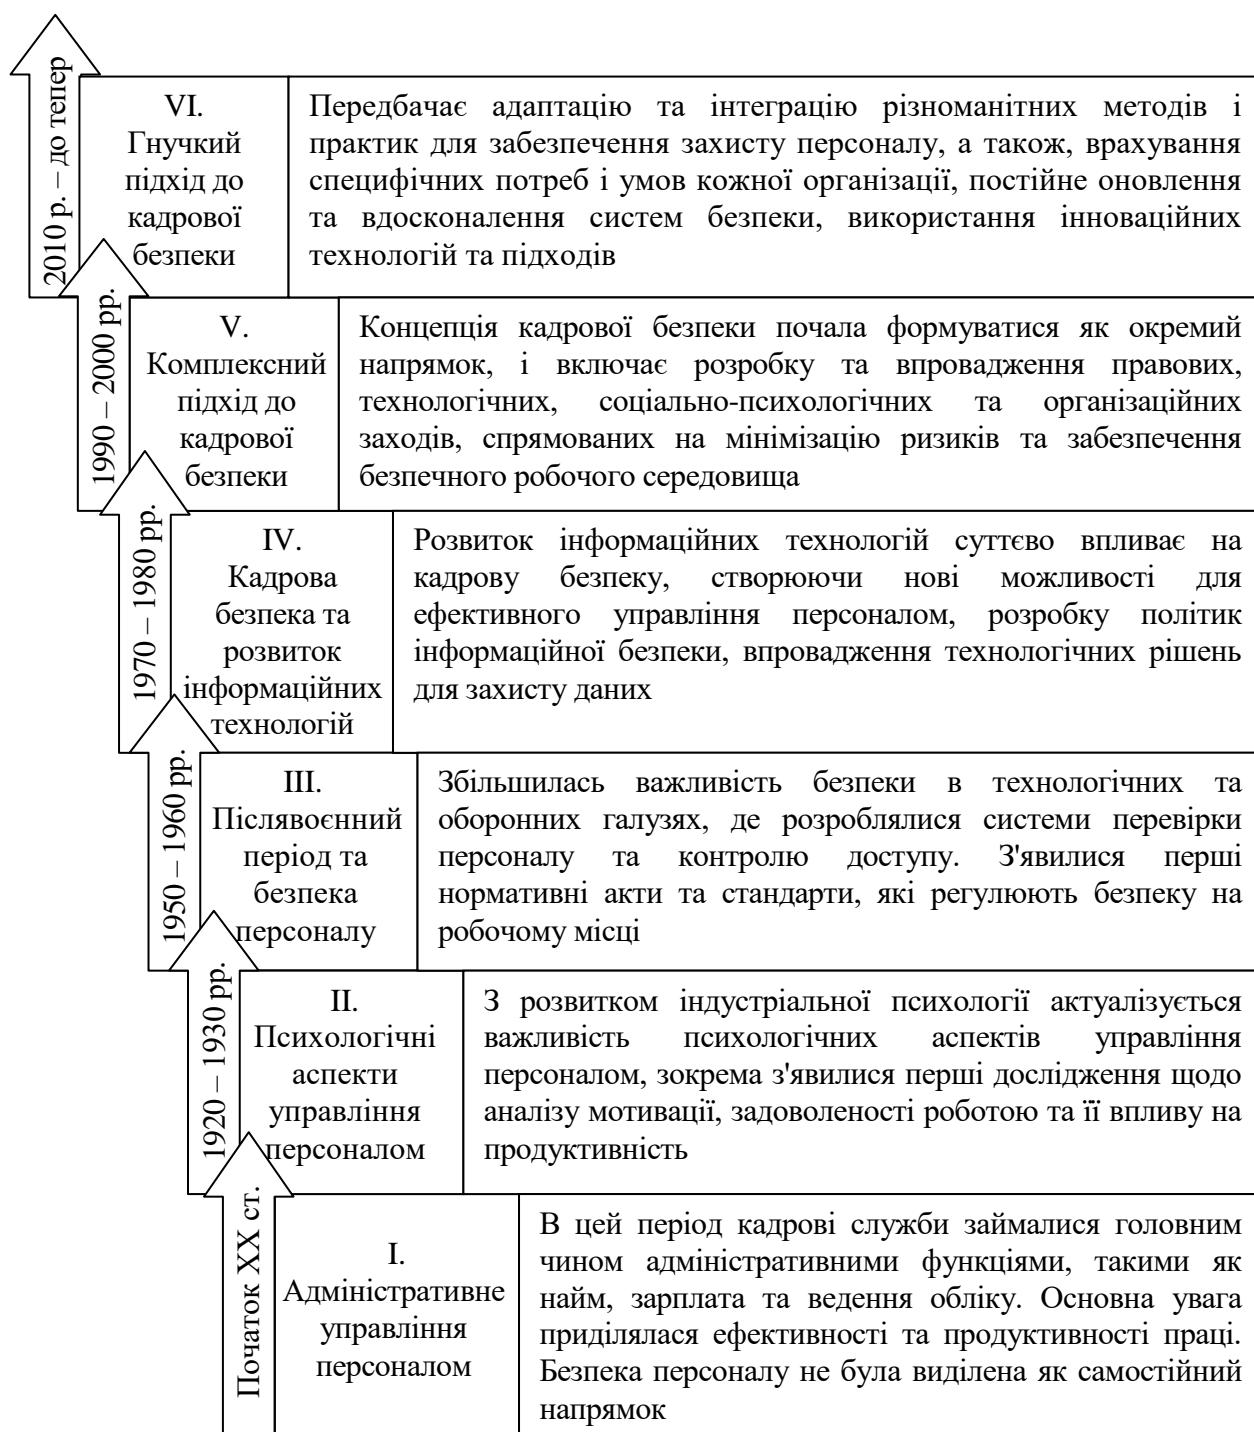 2010 р. – до тепер
VI.
Гнучкий
підхід до
кадрової
безпеки
Передбачає адаптацію та інтеграцію різноманітних методів і
практик для забезпечення захисту персоналу, а також, врахування
специфічних потреб і умов кожної організації, постійне оновлення
та вдосконалення систем безпеки, використання інноваційних
технологій та підходів
1990 – 2000 рр.
V.
Комплексний
підхід до
кадрової
безпеки
Концепція кадрової безпеки почала формуватися як окремий
напрямок, і включає розробку та впровадження правових,
технологічних, соціально-психологічних та організаційних
заходів, спрямованих на мінімізацію ризиків та забезпечення
безпечного робочого середовища
1970 – 1980 рр.
IV.
Кадрова
безпека та
розвиток
інформаційних
технологій
Розвиток інформаційних технологій суттєво впливає на
кадрову безпеку, створюючи нові можливості для
ефективного управління персоналом, розробку політик
інформаційної безпеки, впровадження технологічних рішень
для захисту даних
1950 – 1960 рр.
III.
Післявоєнний
період та
безпека
персоналу
Збільшилась важливість безпеки в технологічних та
оборонних галузях, де розроблялися системи перевірки
персоналу та контролю доступу. З'явилися перші
нормативні акти та стандарти, які регулюють безпеку на
робочому місці
1920 – 1930 рр.
II.
Психологічні
аспекти
управління
персоналом
З розвитком індустріальної психології актуалізується
важливість психологічних аспектів управління
персоналом, зокрема з'явилися перші дослідження щодо
аналізу мотивації, задоволеності роботою та її впливу на
продуктивність
Початок XX ст.
I.
Адміністративне
управління
персоналом
В цей період кадрові служби займалися головним
чином адміністративними функціями, такими як
найм, зарплата та ведення обліку. Основна увага
приділялася ефективності та продуктивності праці.
Безпека персоналу не була виділена як самостійний
напрямок